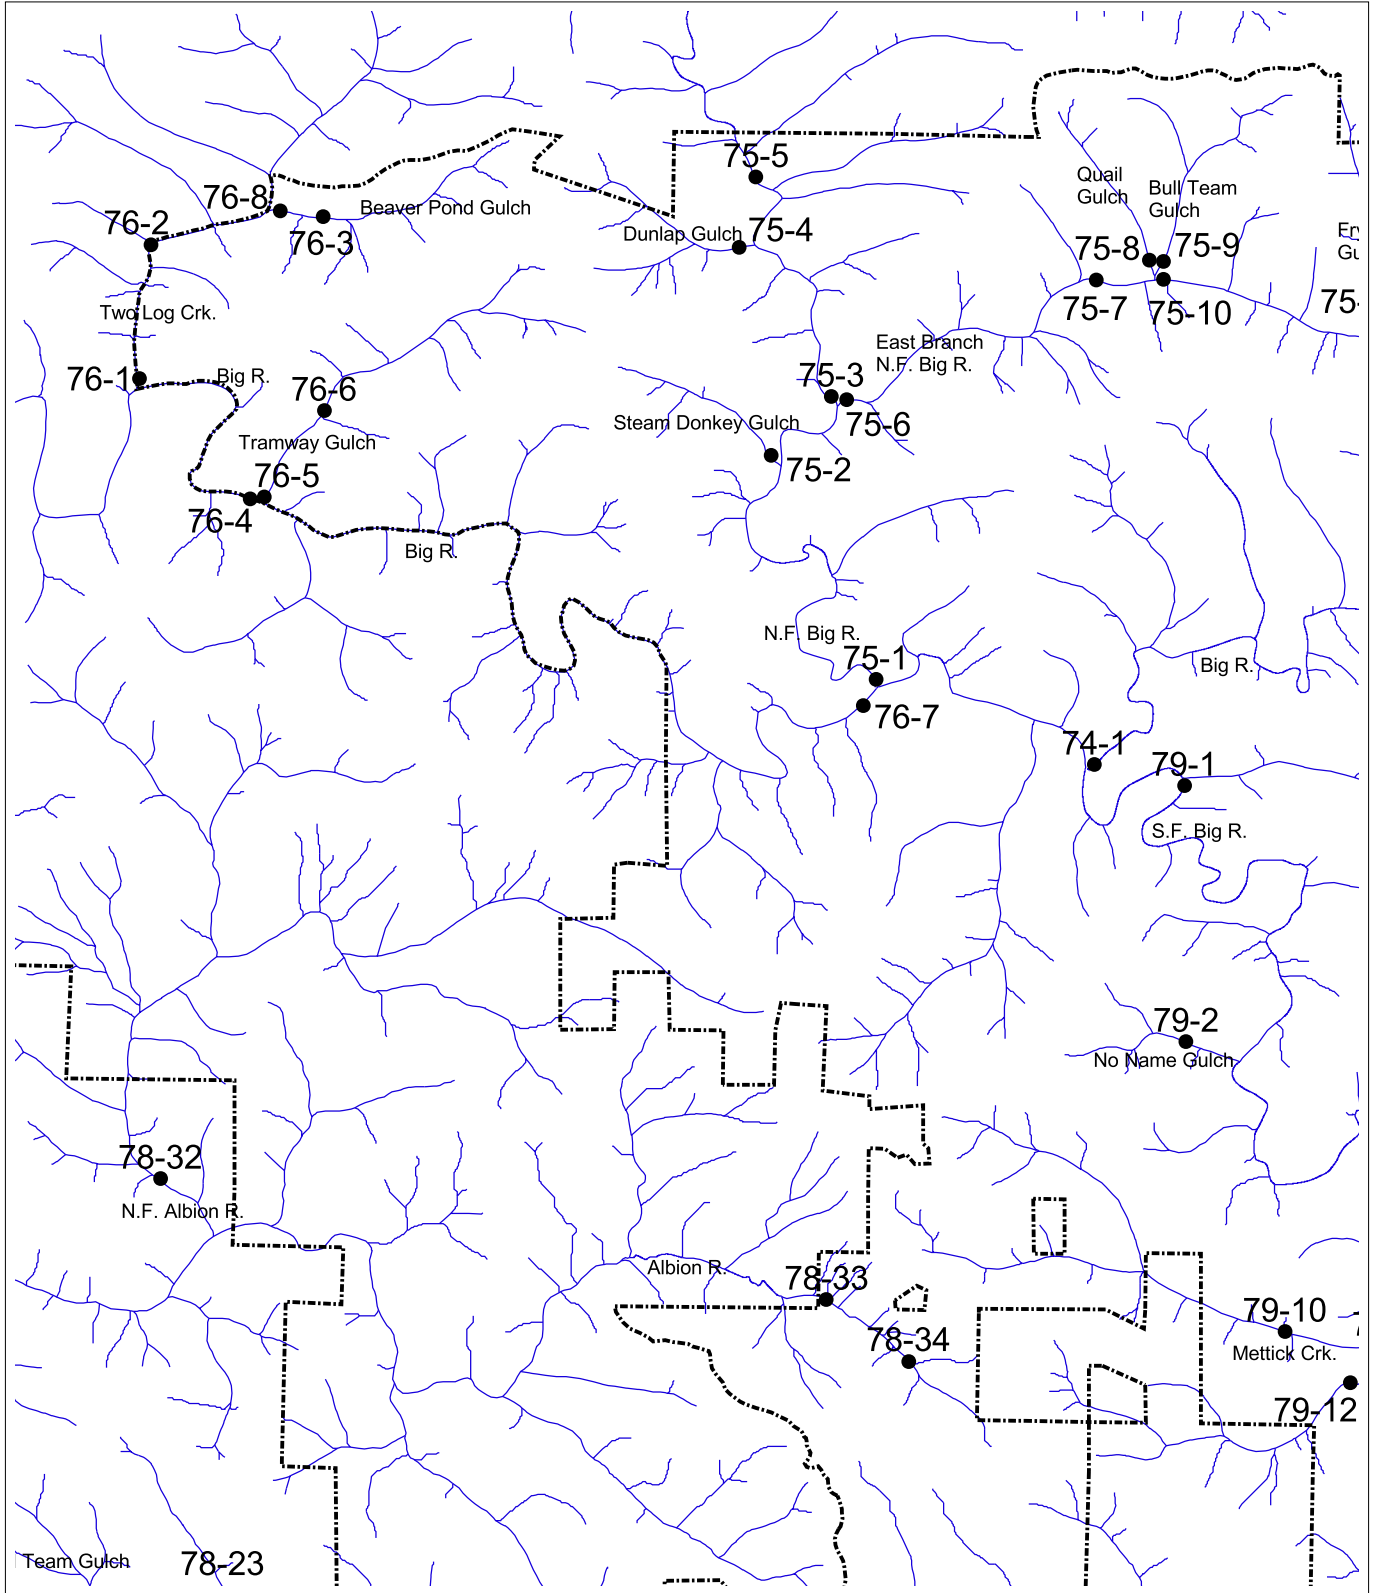 75-5
Quail
Gulch
Bull Team
Gulch
76-8
Beaver Pond Gulch
76-2
76-3
Dunlap Gulch
75-4
75-8
75-9
Ery
Gu
Two Log Crk.
75-7
75-10
75-
East Branch
N.F. Big R.
76-1
Big R.
76-6
75-3
Steam Donkey Gulch
75-6
Tramway Gulch
76-5
75-2
76-4
Big R.
N.F. Big R.
75-1
Big R.
76-7
74-1
79-1
S.F. Big R.
79-2
No Name Gulch
78-32
N.F. Albion R.
Albion R.
78-33
79-10
78-34
Mettick Crk.
79-12
Team Gulch
78-23